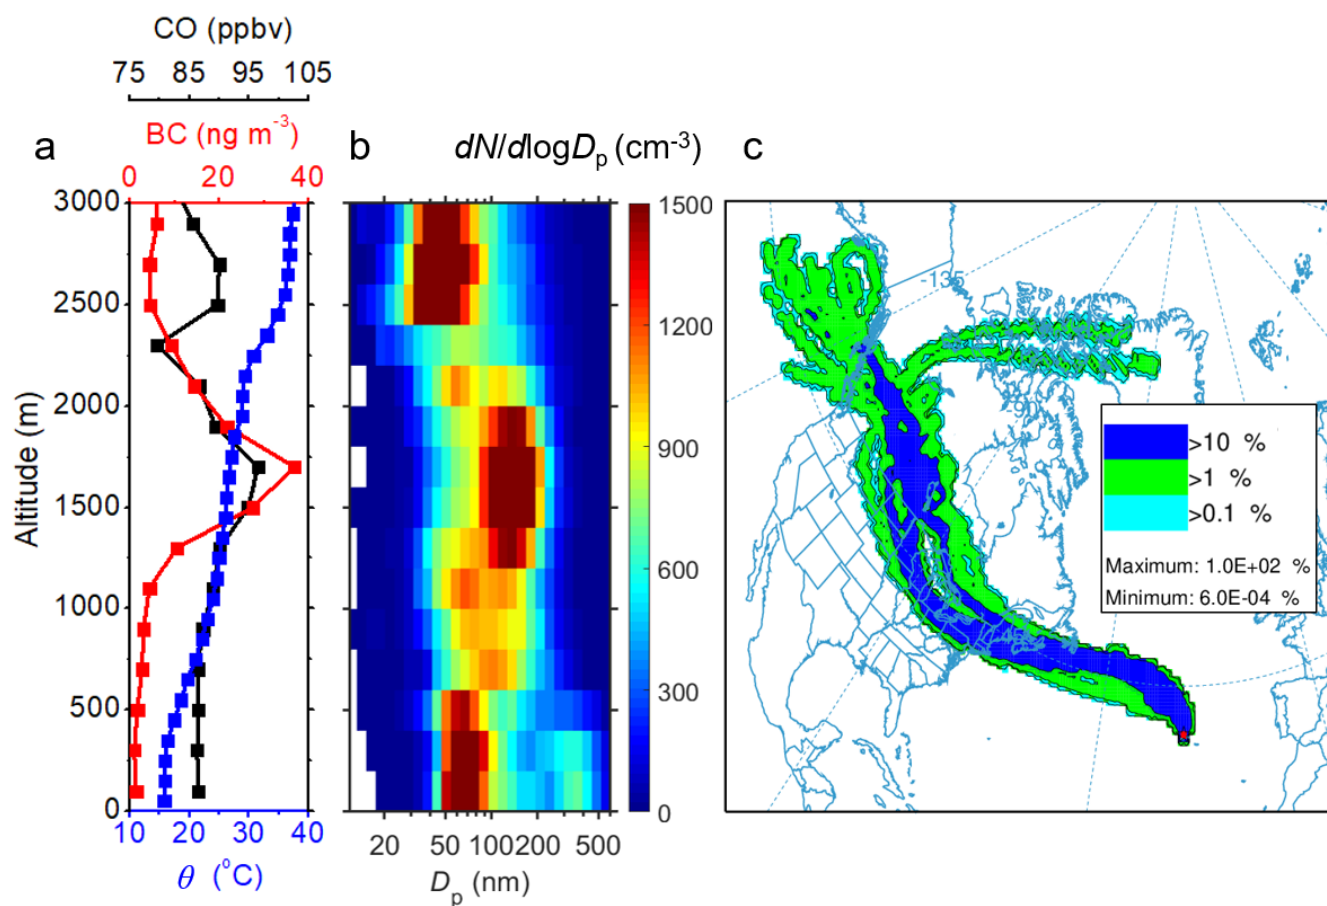 CO (ppbv)
75 85 95 105
a
BC (ng m⁻³)
0 20 40
b
dN/dlogDp (cm⁻³)
c
3000
2500
2000
1500
1000
500
0
Altitude (m)
10 20 30 40
θ (°C)
20 50 100 200 500
Dp (nm)
1500
1200
900
600
300
0
-135
>10 %
>1 %
>0.1 %
Maximum: 1.0E+02 %
Minimum: 6.0E-04 %